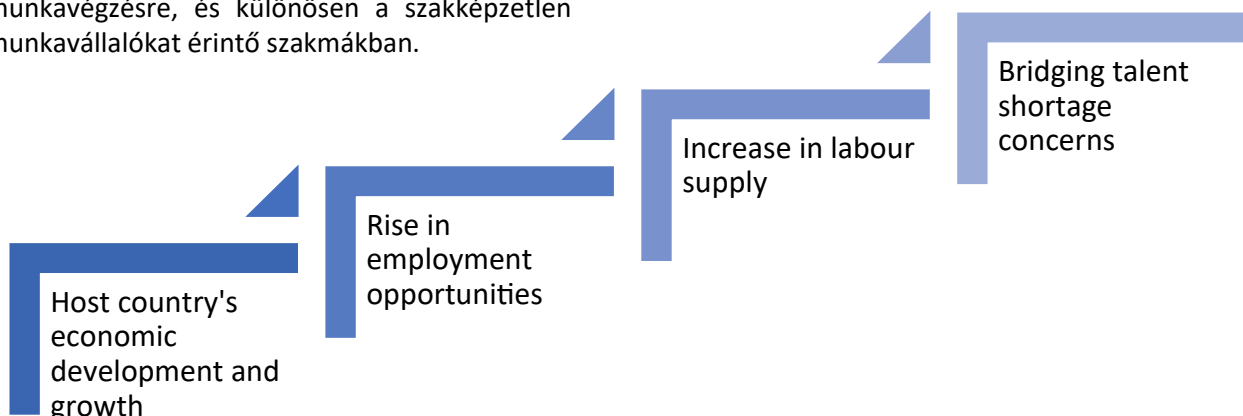 munkavégzésre, és különösen a szakképzetlen
munkavállalókat érintő szakmákban.
Host country's
economic
development and
growth
Rise in
employment
opportunities
Increase in labour
supply
Bridging talent
shortage
concerns